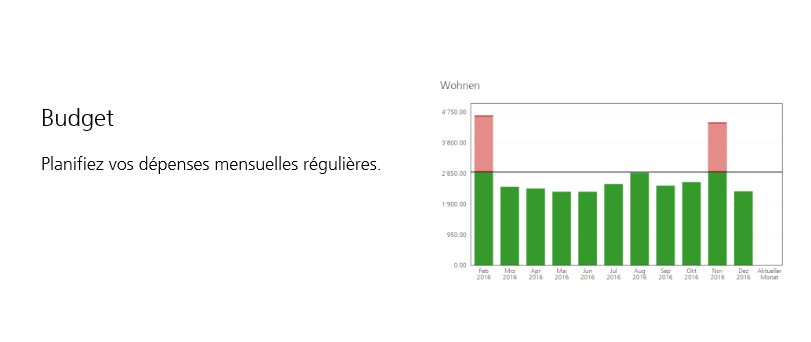 Budget
Planifiez vos dépenses mensuelles régulières.
Wohnen
4'750.00
3'800.00
2'850.00
1'900.00
950.00
0.00
Feb Mrz Apr Mai Jun Jul Aug Sep Okt Nov Dez Aktueller
2016 2016 2016 2016 2016 2016 2016 2016 2016 2016 2016 Monat